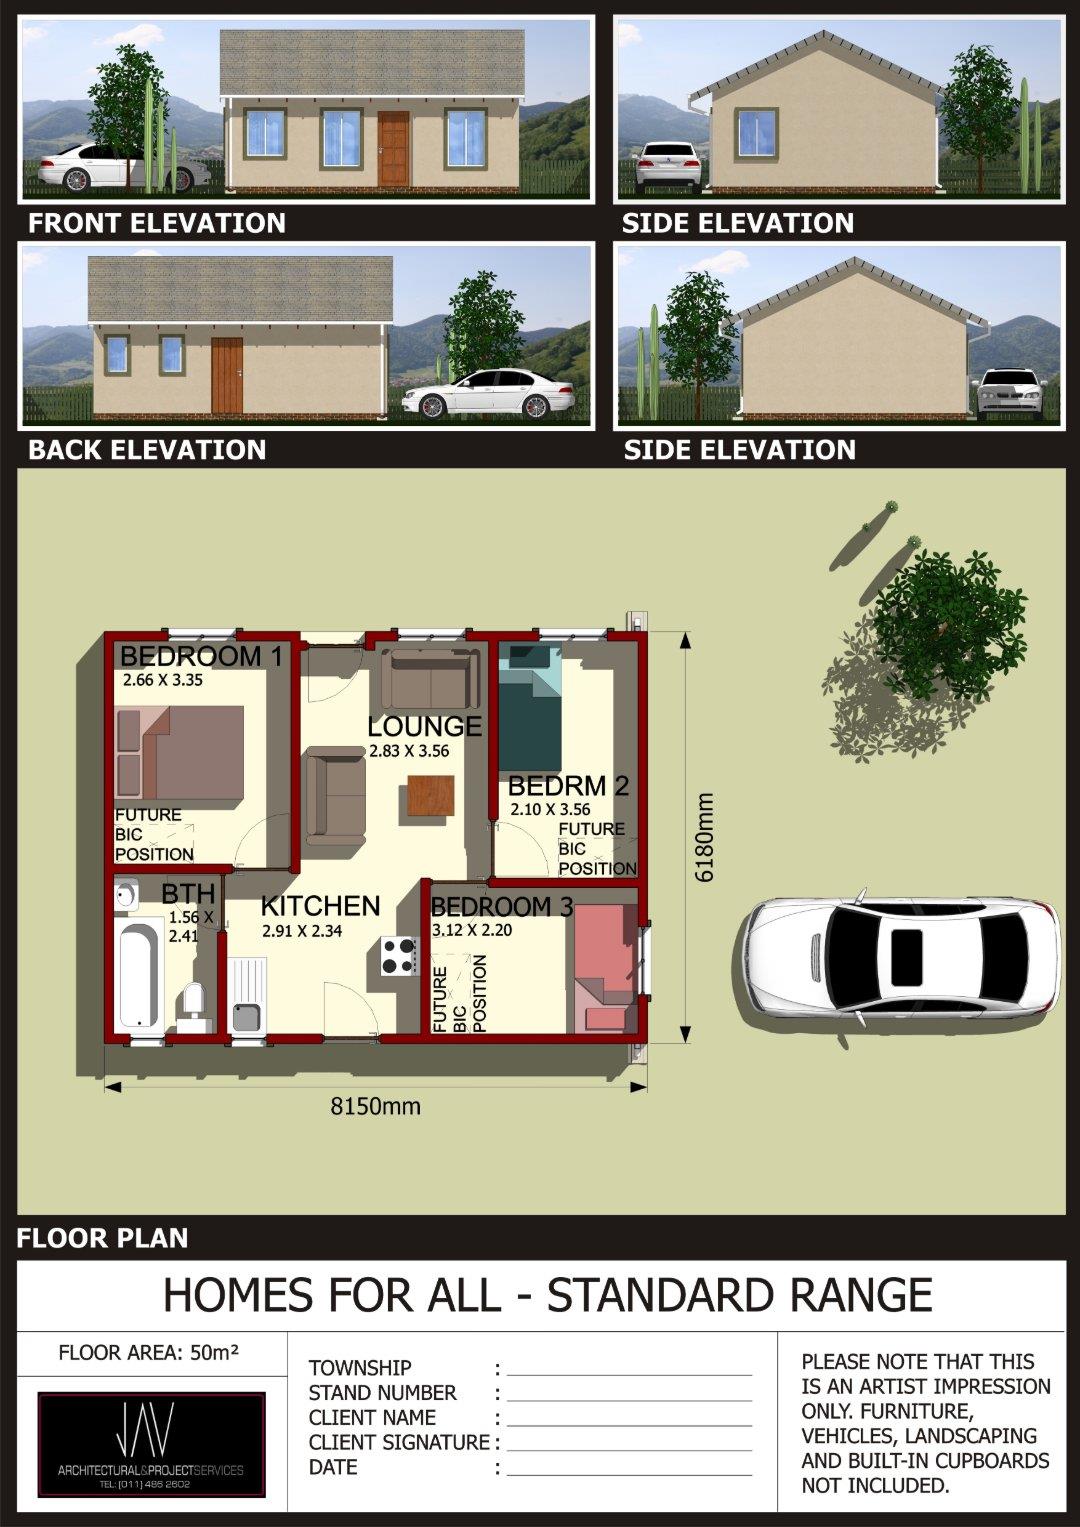 FRONT ELEVATION
SIDE ELEVATION
BACK ELEVATION
SIDE ELEVATION
BEDROOM 1
2.66 X 3.35
FUTURE
BIC
POSITION
LOUNGE
2.83 X 3.56
BEDRM 2
2.10 X 3.56
FUTURE
BIC
POSITION
BTH
1.56 X
2.41
KITCHEN
2.91 X 2.34
BEDROOM 3
3.12 X 2.20
FUTURE
BIC
POSITION
6180mm
8150mm
FLOOR PLAN
HOMES FOR ALL - STANDARD RANGE
FLOOR AREA: 50m²
JAV
ARCHITECTURAL&PROJECTSERVICES
TEL: [011] 486 2602
TOWNSHIP :
STAND NUMBER :
CLIENT NAME :
CLIENT SIGNATURE :
DATE :
PLEASE NOTE THAT THIS
IS AN ARTIST IMPRESSION
ONLY. FURNITURE,
VEHICLES, LANDSCAPING
AND BUILT-IN CUPBOARDS
NOT INCLUDED.